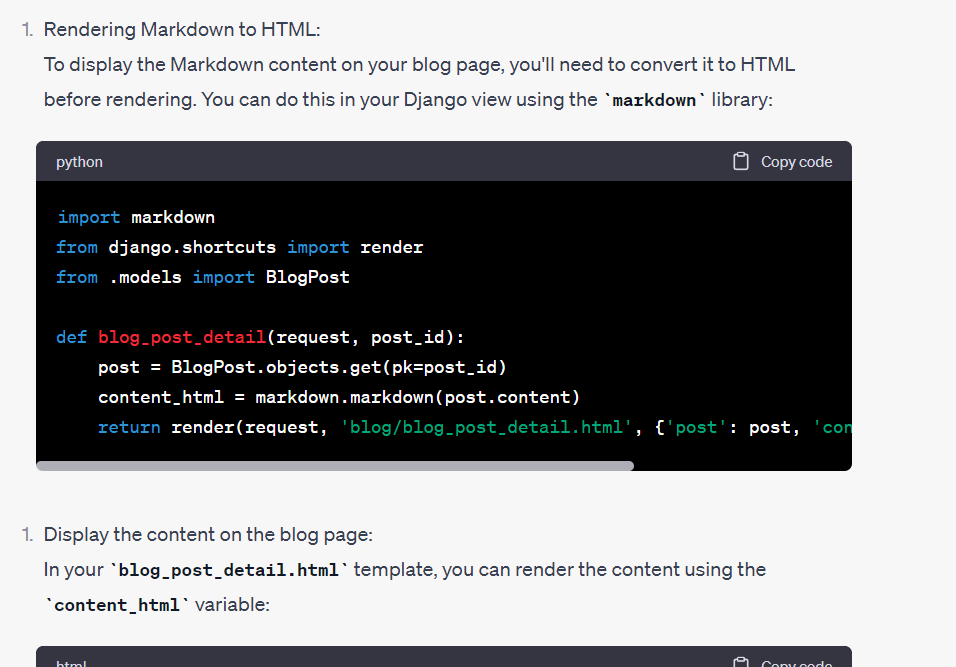 1. Rendering Markdown to HTML:
To display the Markdown content on your blog page, you'll need to convert it to HTML
before rendering. You can do this in your Django view using the `markdown` library:
python
Copy code
import markdown
from django.shortcuts import render
from .models import BlogPost
def blog_post_detail(request, post_id):
    post = BlogPost.objects.get(pk=post_id)
    content_html = markdown.markdown(post.content)
    return render(request, 'blog/blog_post_detail.html', {'post': post, 'con
1. Display the content on the blog page:
In your `blog_post_detail.html` template, you can render the content using the
`content_html` variable:
html
Copy code